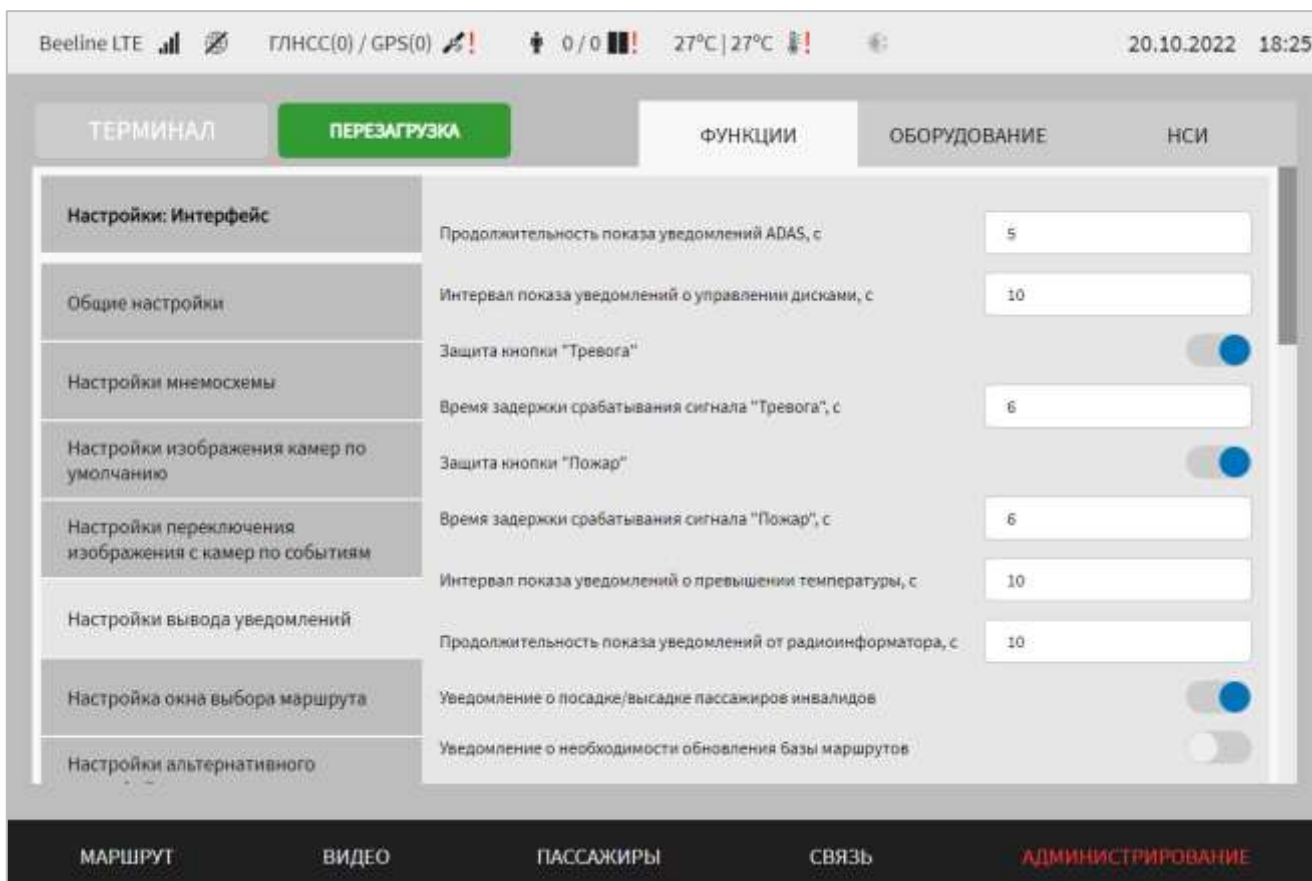 Beeline LTE ГЛНСС(0) / GPS(0) ! 0 / 0 ! 27°C | 27°C ! 20.10.2022 18:25
ТЕРМИНАЛ ПЕРЕЗАГРУЗКА ФУНКЦИИ ОБОРУДОВАНИЕ НСИ
Настройки: Интерфейс
Общие настройки
Настройки мнемосхемы
Настройки изображения камер по
умолчанию
Настройки переключения
изображения с камер по событиям
Настройки вывода уведомлений
Настройка окна выбора маршрута
Настройки альтернативного
Продолжительность показа уведомлений ADAS, с 5
Интервал показа уведомлений о управлении дисками, с 10
Защита кнопки "Тревога"
Время задержки срабатывания сигнала "Тревога", с 6
Защита кнопки "Пожар"
Время задержки срабатывания сигнала "Пожар", с 6
Интервал показа уведомлений о превышении температуры, с 10
Продолжительность показа уведомлений от радиоинформатора, с 10
Уведомление о посадке/высадке пассажиров инвалидов
Уведомление о необходимости обновления базы маршрутов
МАРШРУТ ВИДЕО ПАССАЖИРЫ СВЯЗЬ АДМИНИСТРИРОВАНИЕ